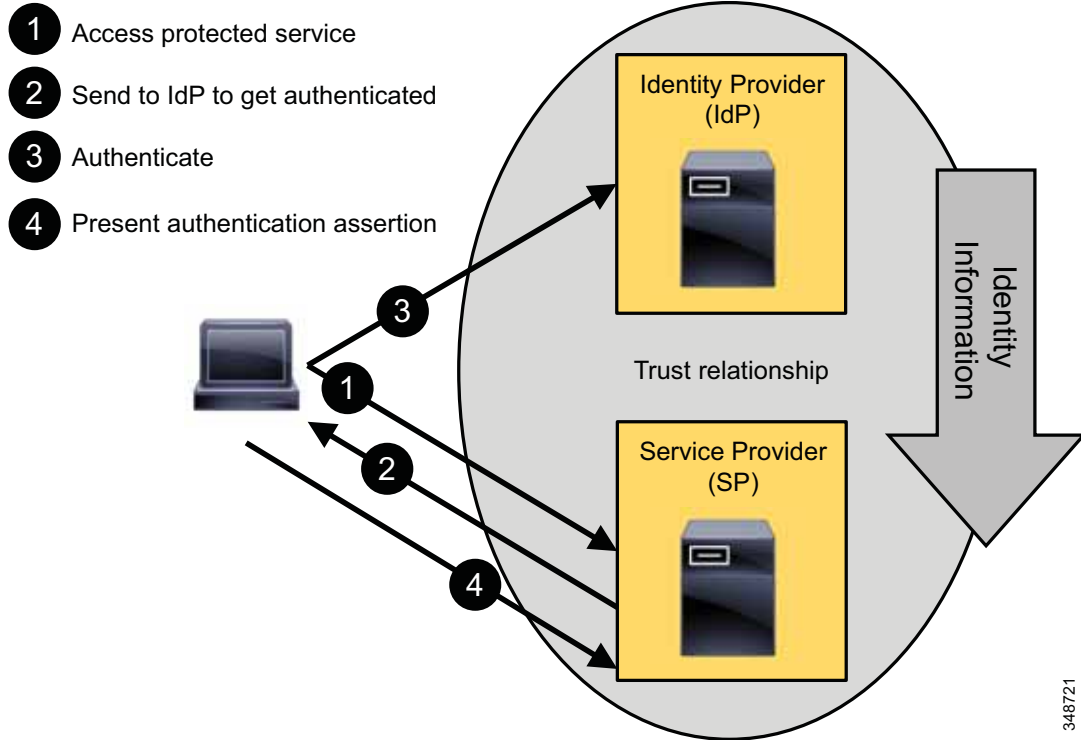 1 Access protected service
2 Send to IdP to get authenticated
3 Authenticate
4 Present authentication assertion
Identity Provider
(IdP)
3
Identity
Information
1
Trust relationship
2
Service Provider
(SP)
4
348721